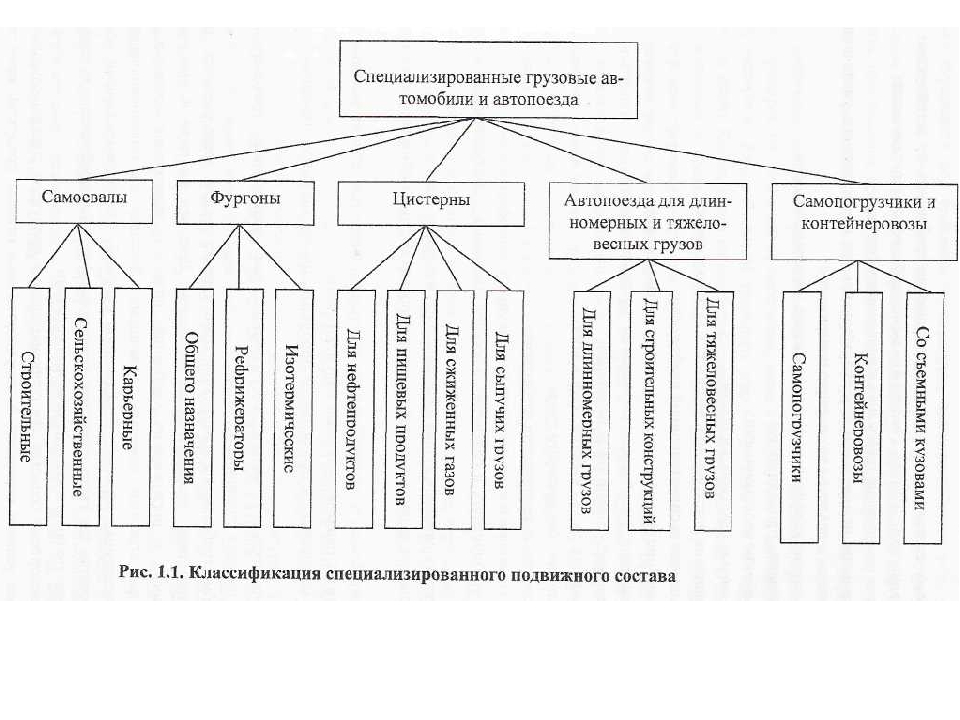 Специализированные грузовые ав-
томобили и автопоезда
Самосвалы
Фургоны
Цистерны
Автопоезда для длин-
номерных и тяжело-
весных грузов
Самопогрузчики и
контейнеровозы
Строительные
Сельскохозяйственные
Карьерные
Общего назначения
Рефрижераторы
Изотермические
Для нефтепродуктов
Для пищевых продуктов
Для сжиженных газов
Для сыпучих грузов
Для длинномерных грузов
Для строительных конструкций
Для тяжеловесных грузов
Самопогрузчики
Контейнеровозы
Со съемными кузовами
Рис. 1.1. Классификация специализированного подвижного состава